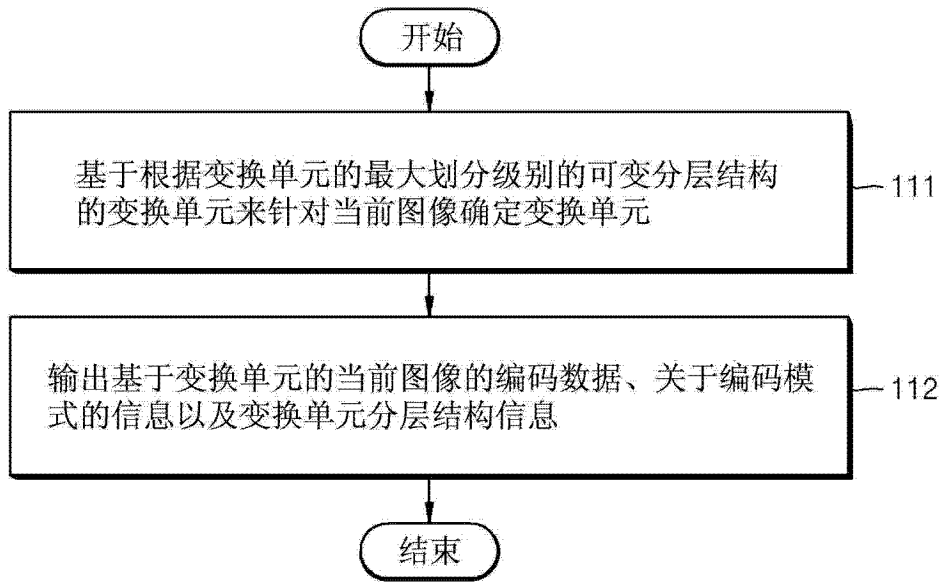 开始
基于根据变换单元的最大划分级别的可变分层结构
的变换单元来针对当前图像确定变换单元
111
输出基于变换单元的当前图像的编码数据、关于编码模
式的信息以及变换单元分层结构信息
112
结束